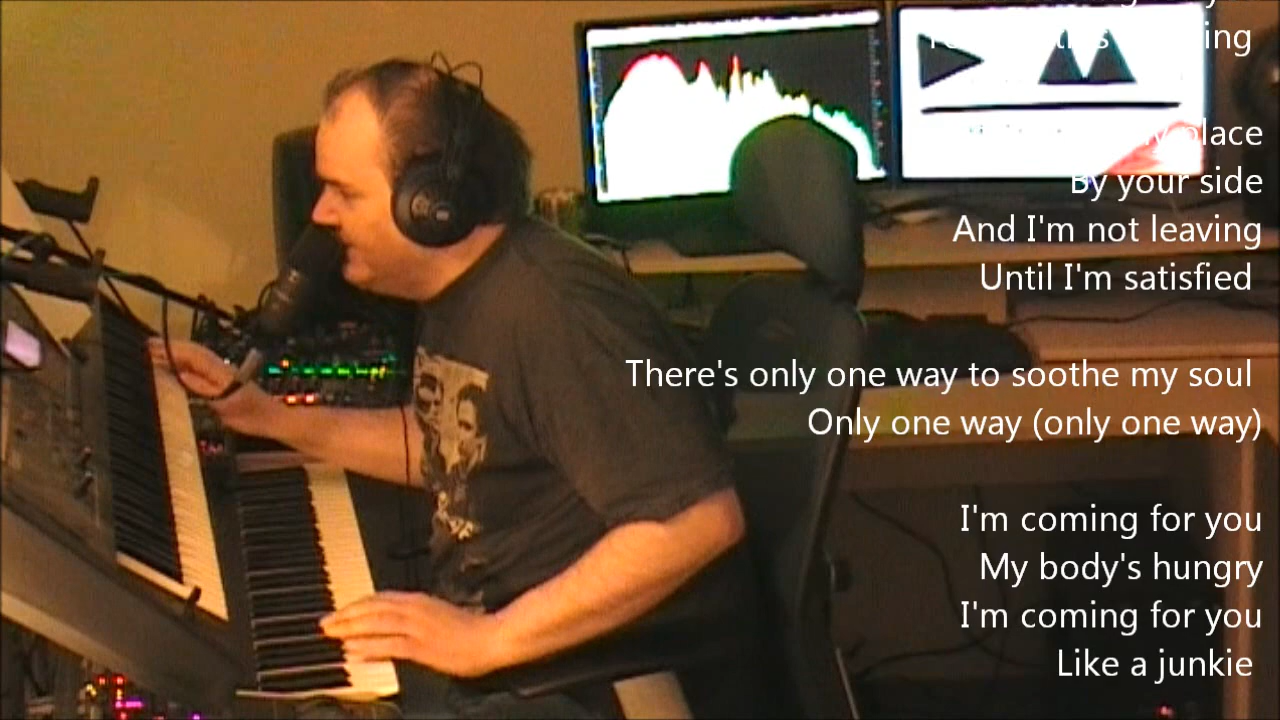 place
By your side
And I'm not leaving
Until I'm satisfied
There's only one way to soothe my soul
Only one way (only one way)
I'm coming for you
My body's hungry
I'm coming for you
Like a junkie